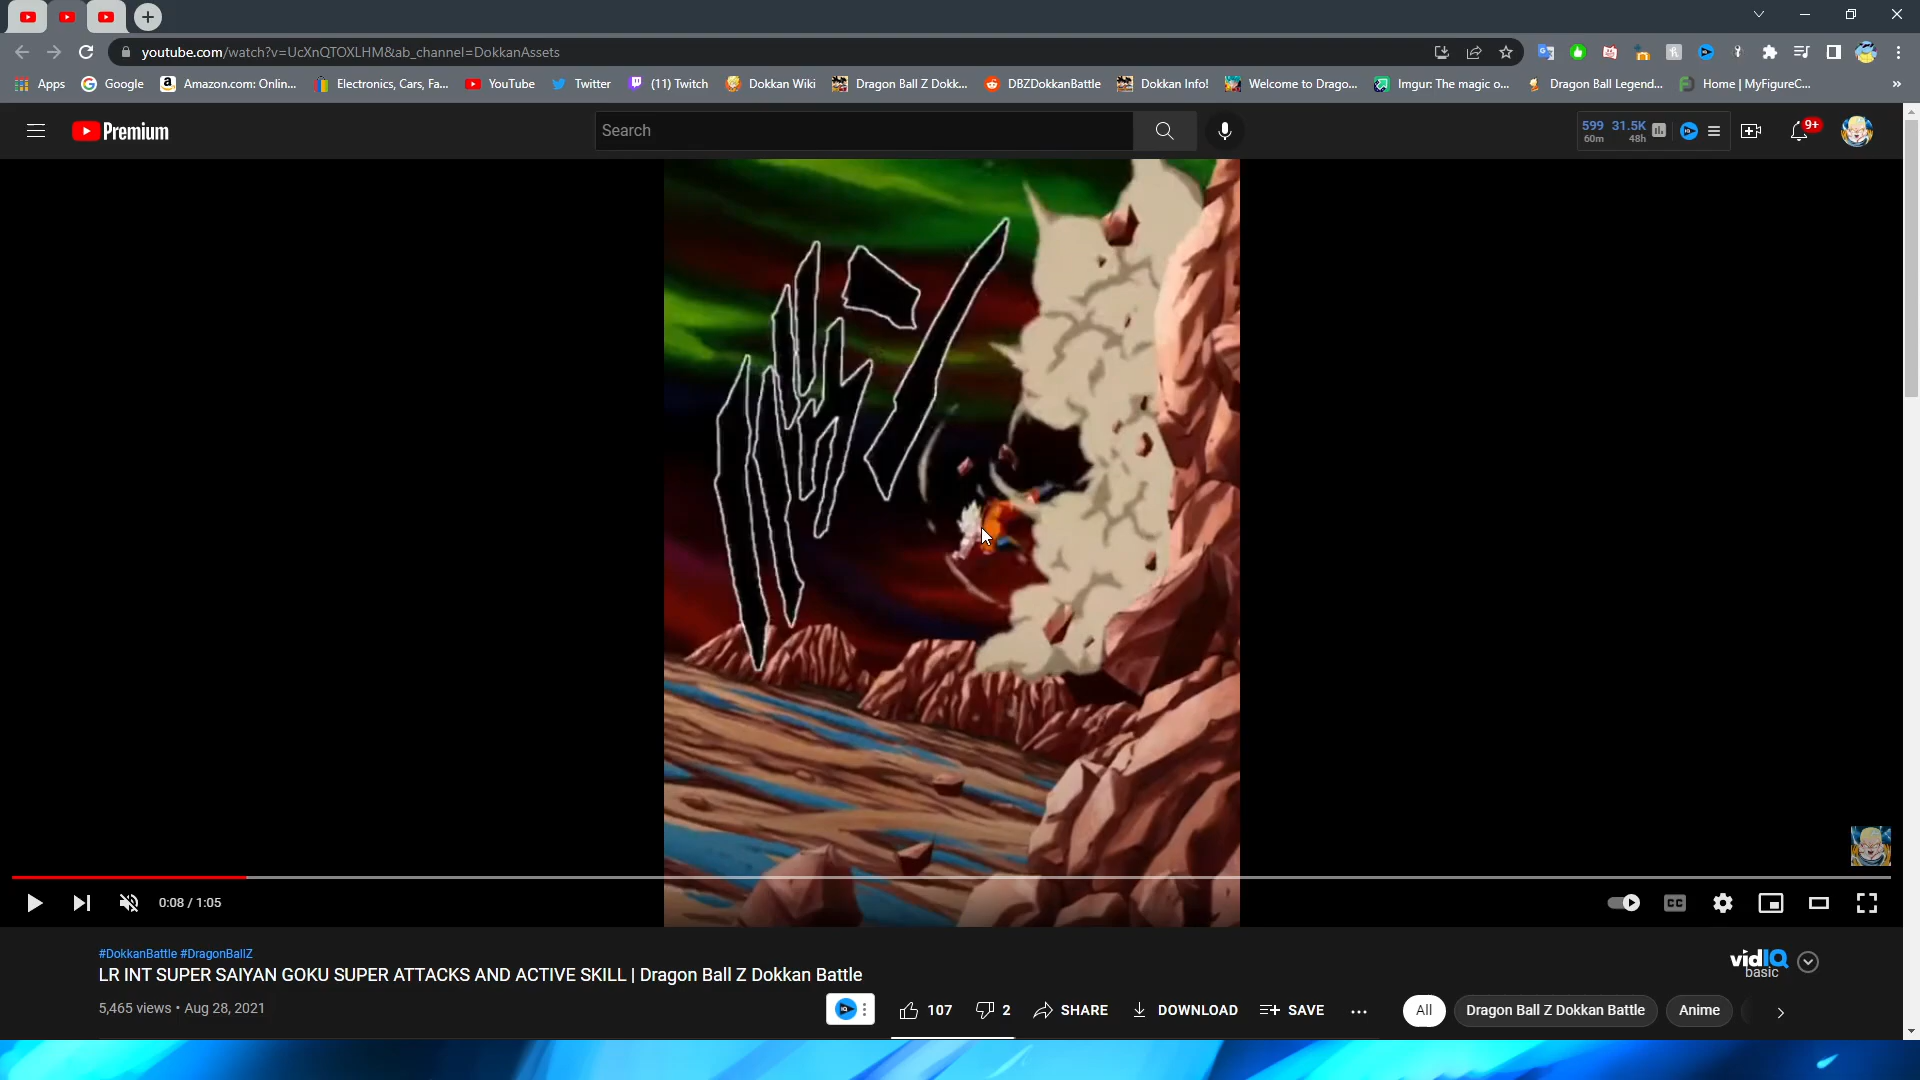 youtube.com/watch?v=UcXnQTOXLHM&ab_channel=DokkanAssets
Apps Google Amazon.com: Onlin... Electronics, Cars, Fa... YouTube Twitter (11) Twitch Dokkan Wiki Dragon Ball Z Dokk... DBZDokkanBattle Dokkan Info! Welcome to Drago... Imgur: The magic o... Dragon Ball Legend... Home | MyFigureC... »
Premium
Search
599 31.5K
60m 48h
9+
0:08 / 1:05
CC
#DokkanBattle #DragonBallZ
LR INT SUPER SAIYAN GOKU SUPER ATTACKS AND ACTIVE SKILL | Dragon Ball Z Dokkan Battle
vidIQ
basic
5,465 views • Aug 28, 2021
107 2 SHARE DOWNLOAD SAVE ...
All Dragon Ball Z Dokkan Battle Anime